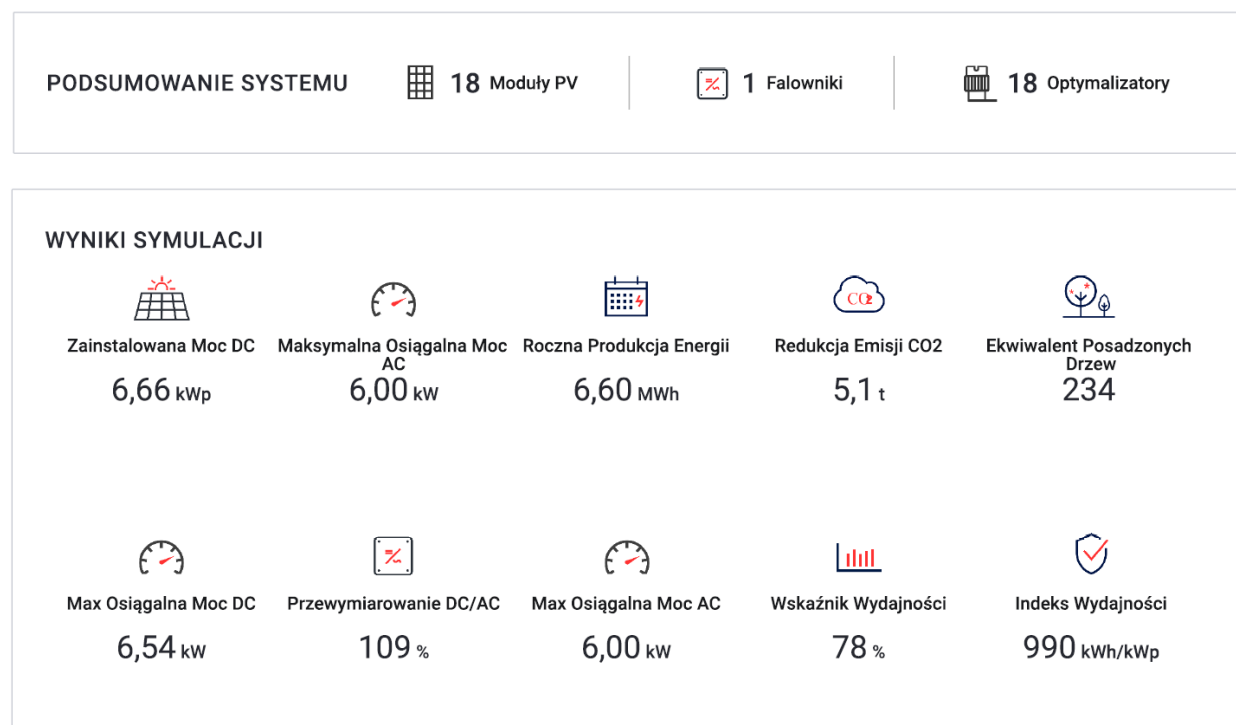 PODSUMOWANIE SYSTEMU 18 Moduły PV 1 Falowniki 18 Optymalizatory
WYNIKI SYMULACJI
CO2
Zainstalowana Moc DC
6,66 kWp
Maksymalna Osiągalna Moc
AC
6,00 kW
Roczna Produkcja Energii
6,60 MWh
Redukcja Emisji CO2
5,1 t
Ekwiwalent Posadzonych
Drzew
234
Max Osiągalna Moc DC
6,54 kW
Przewymiarowanie DC/AC
109 %
Max Osiągalna Moc AC
6,00 kW
Wskaźnik Wydajności
78 %
Indeks Wydajności
990 kWh/kWp